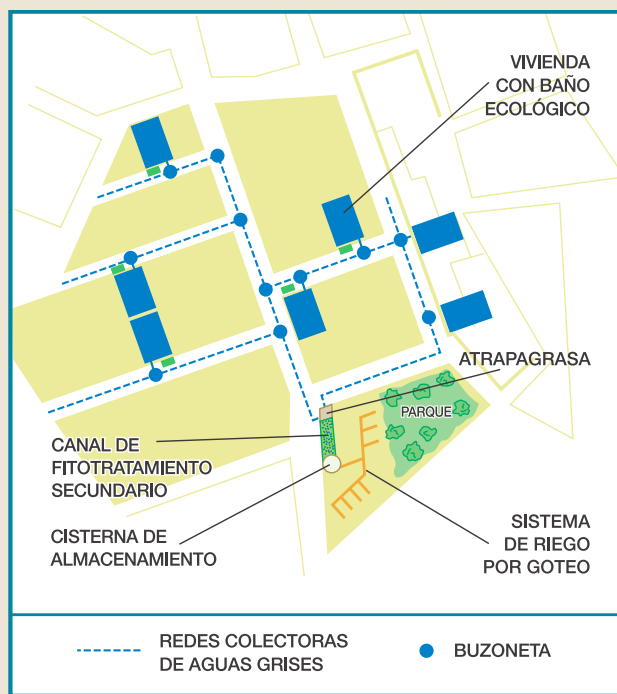 VIVIENDA
CON BAÑO
ECOLÓGICO
ATRAPAGRASA
PARQUE
CANAL DE
FITOTRATAMIENTO
SECUNDARIO
CISTERNA DE
ALMACENAMIENTO
SISTEMA
DE RIEGO
POR GOTEO
REDES COLECTORAS
DE AGUAS GRISES
BUZONETA